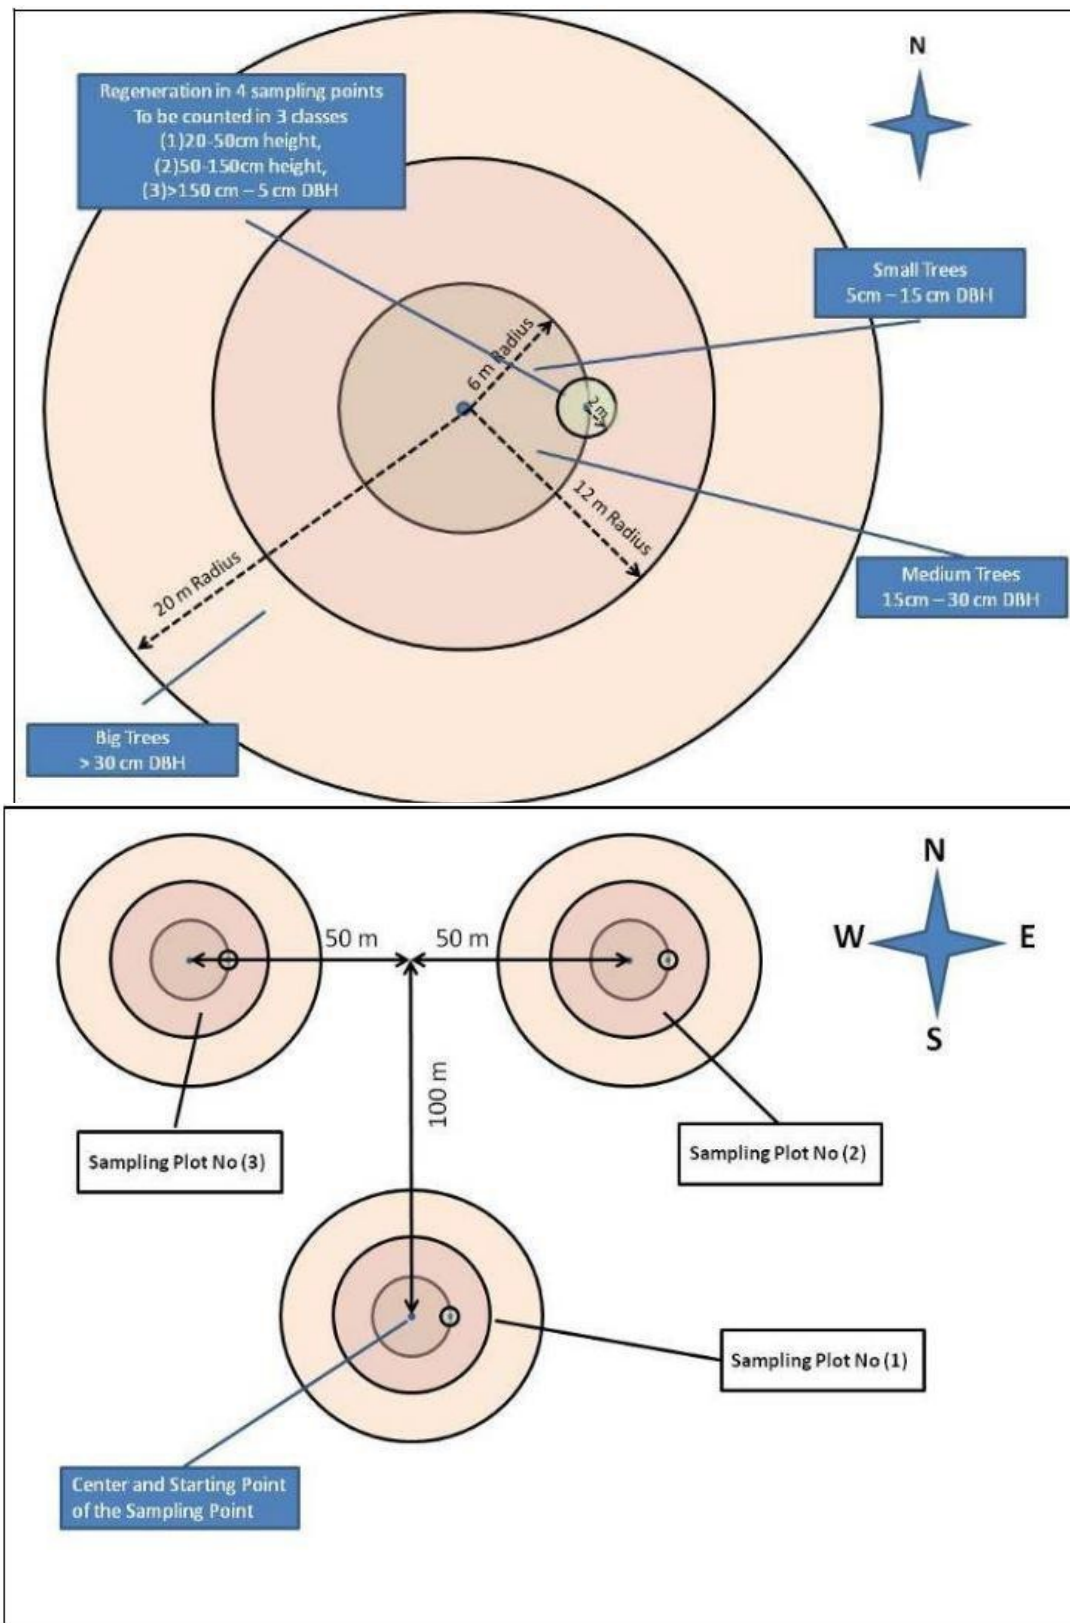 Regeneration in 4 sampling points
To be counted in 3 classes
(1)20-50cm height,
(2)50-150cm height,
(3)>150 cm – 5 cm DBH
N
Small Trees
5cm – 15 cm DBH
6 m Radius
2 m
12 m Radius
20 m Radius
Medium Trees
15cm – 30 cm DBH
Big Trees
> 30 cm DBH
N
W
E
S
50 m
50 m
100 m
Sampling Plot No (3)
Sampling Plot No (2)
Sampling Plot No (1)
Center and Starting Point
of the Sampling Point